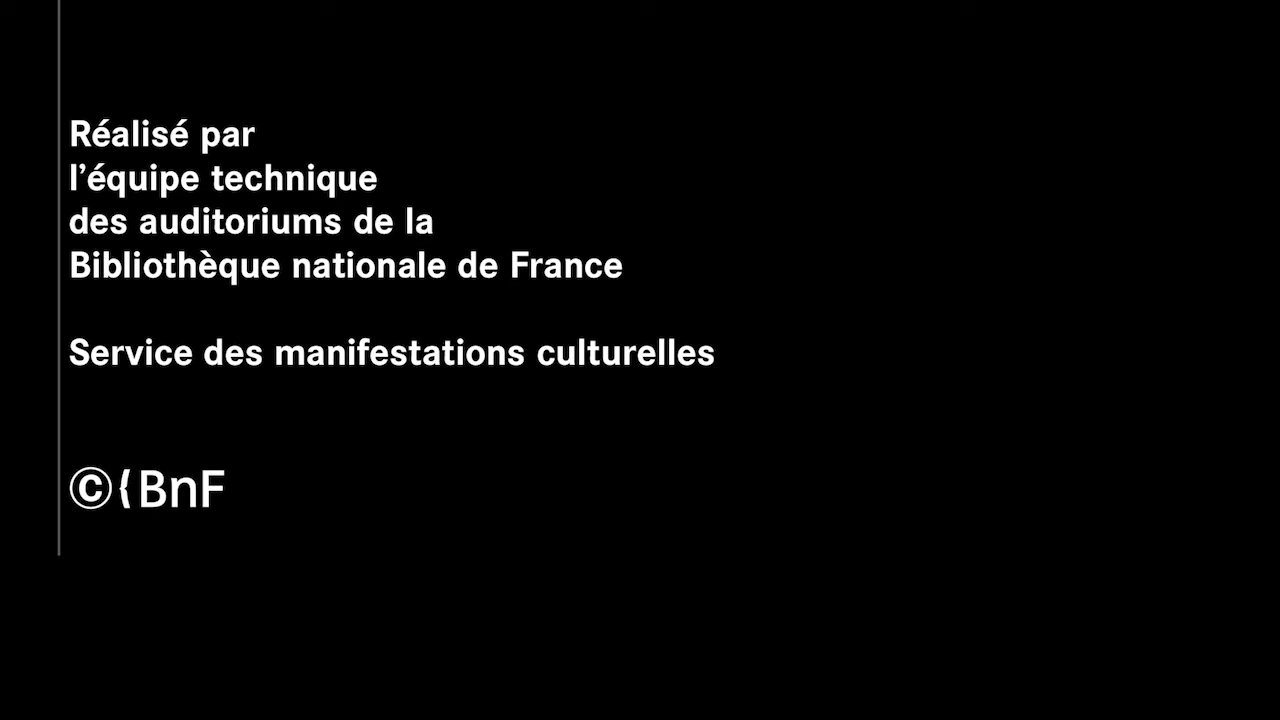 Réalisé par
l’équipe technique
des auditoriums de la
Bibliothèque nationale de France
Service des manifestations culturelles
©{BnF